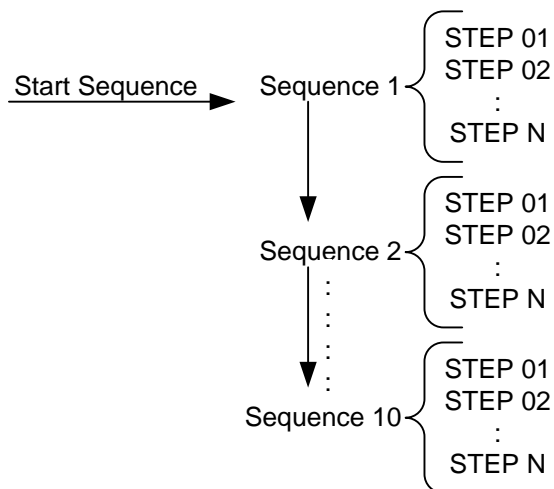 Start Sequence
Sequence 1
STEP 01
STEP 02
:
STEP N
Sequence 2
STEP 01
STEP 02
:
STEP N
: 
:
:
:
Sequence 10
STEP 01
STEP 02
:
STEP N